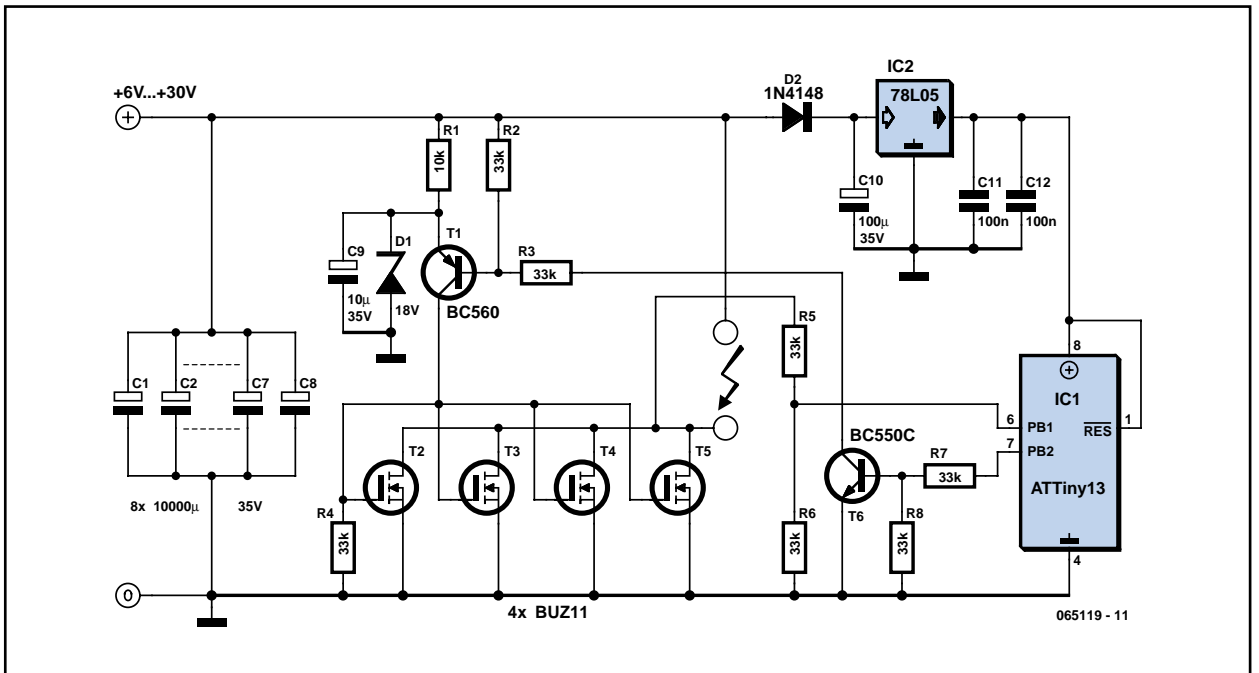 +6V...+30V
R1
10k
R2
33k
D2
1N4148
IC2
78L05
C10
100µ
35V
C11
100n
C12
100n
C9
10µ
35V
D1
18V
T1
BC560
R3
33k
R5
33k
C1
C2
C7
C8
8x 10000µ
35V
T2
T3
T4
T5
R4
33k
R6
33k
BC550C
T6
R7
33k
R8
33k
8
IC1
6
PB1
7
PB2
RES
1
ATTiny13
4
0
4x BUZ11
065119 - 11